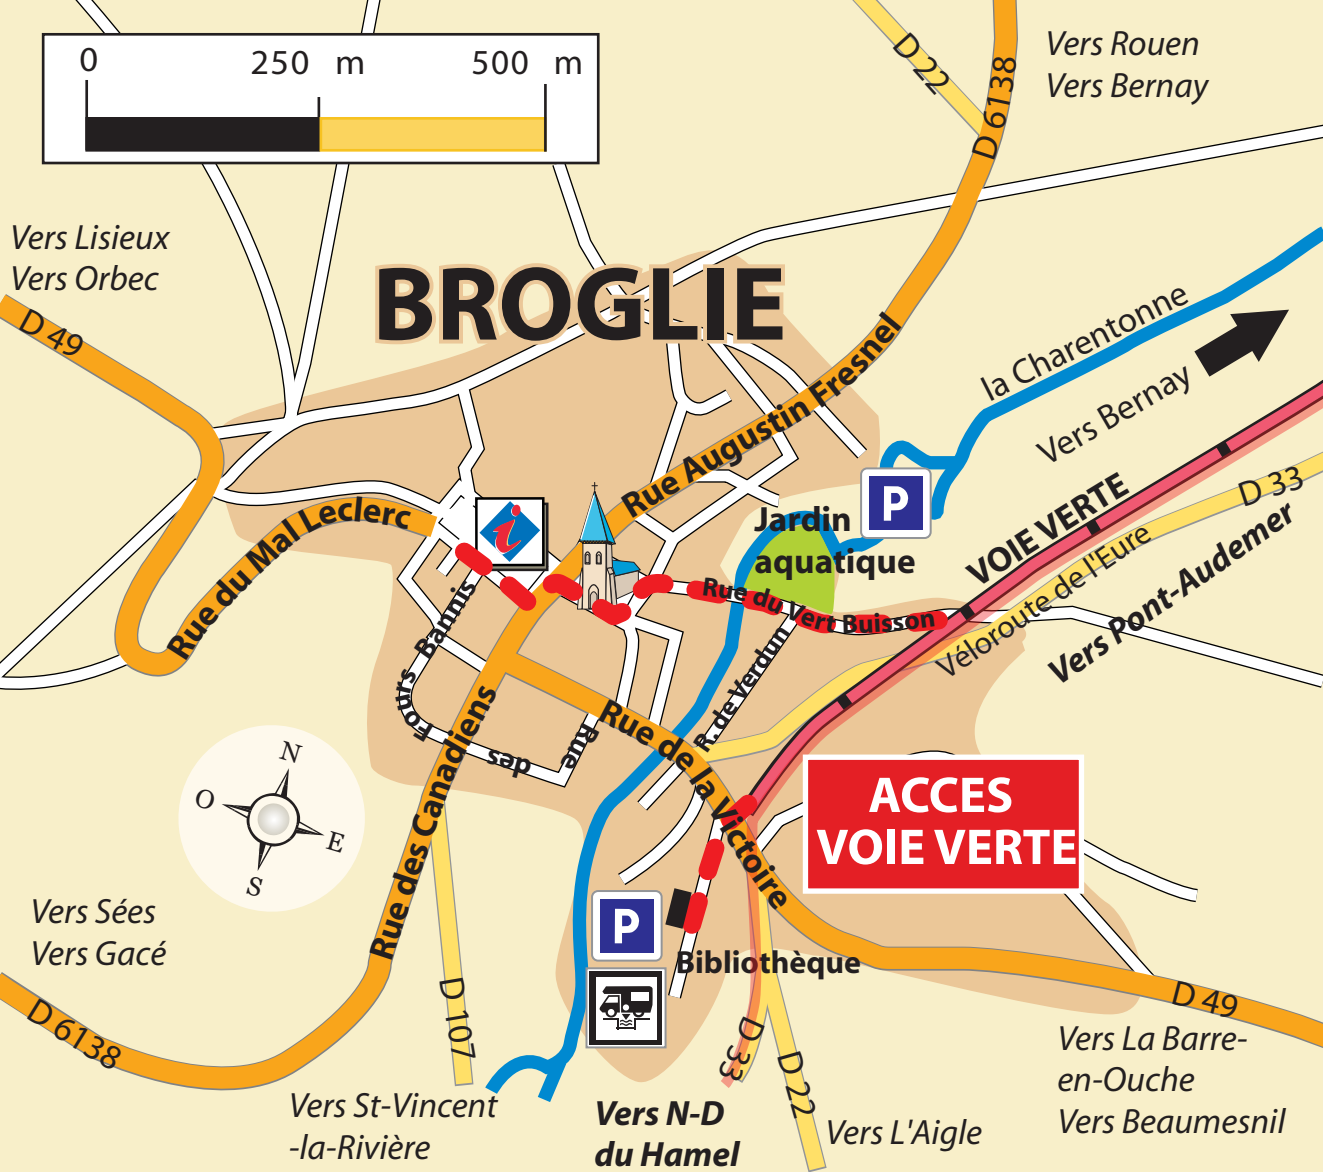 0 250 m 500 m
D 22
D 6138
Vers Rouen
Vers Bernay
Vers Lisieux
Vers Orbec
D 49
BROGLIE
la Charentonne
Vers Bernay
Rue Augustin Fresnel
Rue du Mal Leclerc
i
P
Jardin
aquatique
VOIE VERTE
D 33
Véloroute de l'Eure
Vers Pont-Audemer
Rue du Vert Buisson
R. de Verdun
Rue des Fours Bannis
Rue des Canadiens
Rue de la Victoire
N
O
E
S
ACCES
VOIE VERTE
Vers Sées
Vers Gacé
P
Bibliothèque
D 6138
D 107
D 33
D 22
D 49
Vers St-Vincent
-la-Rivière
Vers N-D
du Hamel
Vers L'Aigle
Vers La Barre-
en-Ouche
Vers Beaumesnil